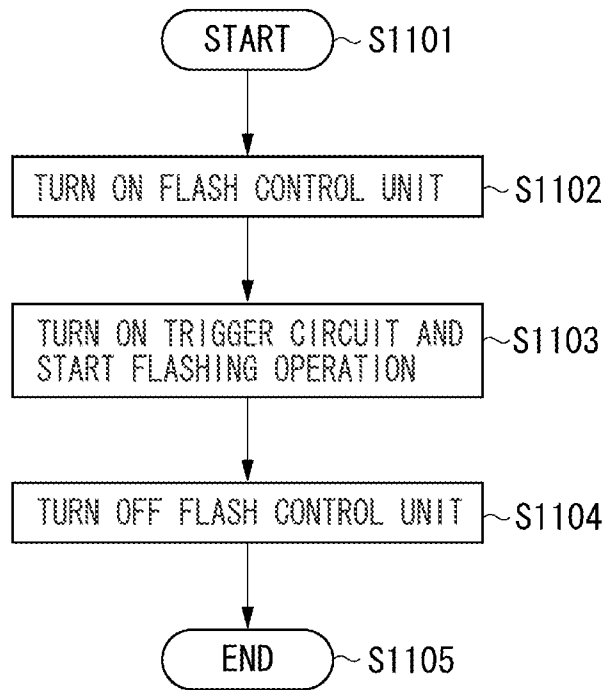 START S1101
TURN ON FLASH CONTROL UNIT S1102
TURN ON TRIGGER CIRCUIT AND
START FLASHING OPERATION S1103
TURN OFF FLASH CONTROL UNIT S1104
END S1105